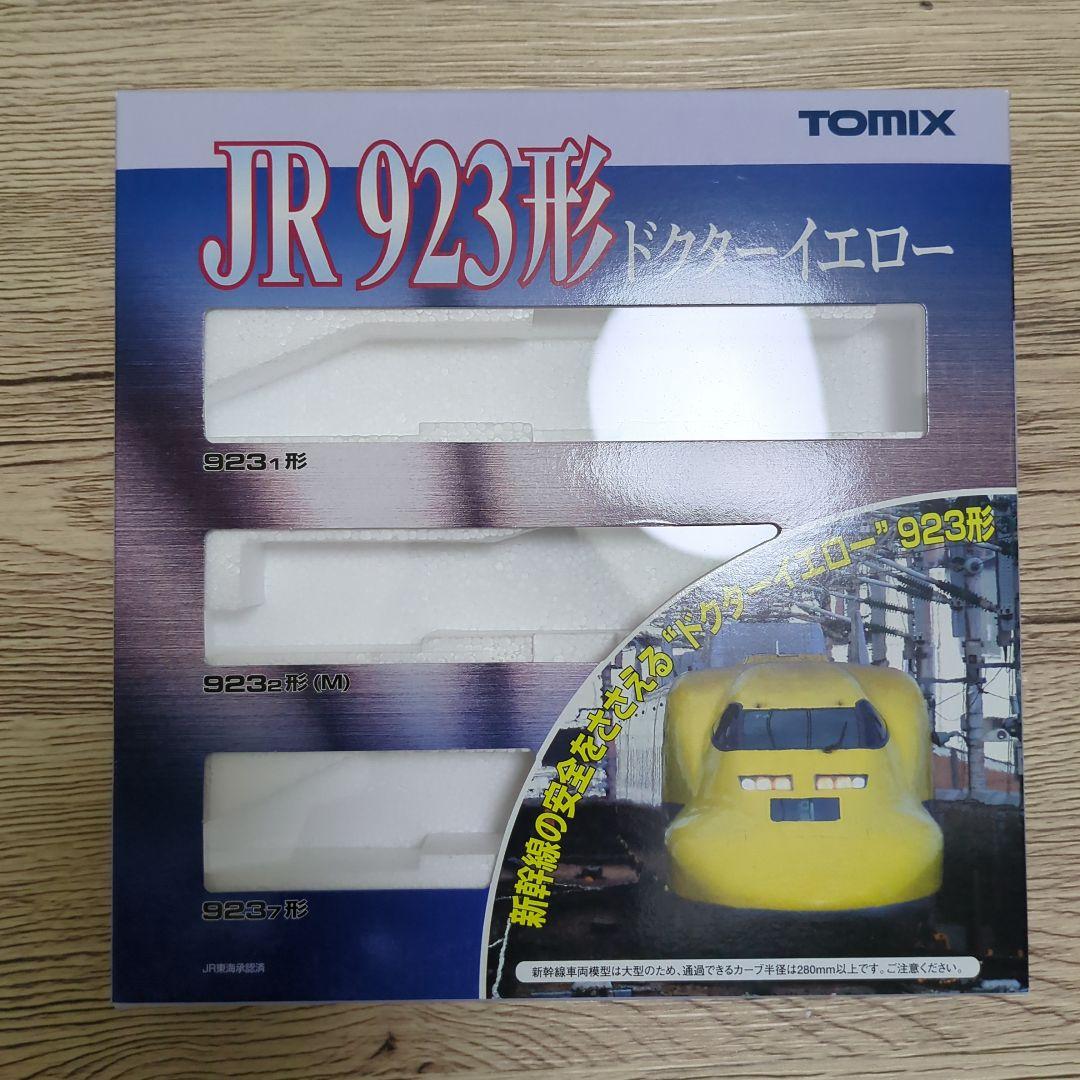 TOMIX
JR 923形
ドクターイエロー
923₁形
923₂形 (M)
923₇形
新幹線の安全をささえる“ドクターイエロー” 923形
JR東海承認済
新幹線車両模型は大型のため、通過できるカーブ半径は280mm以上です。ご注意ください。